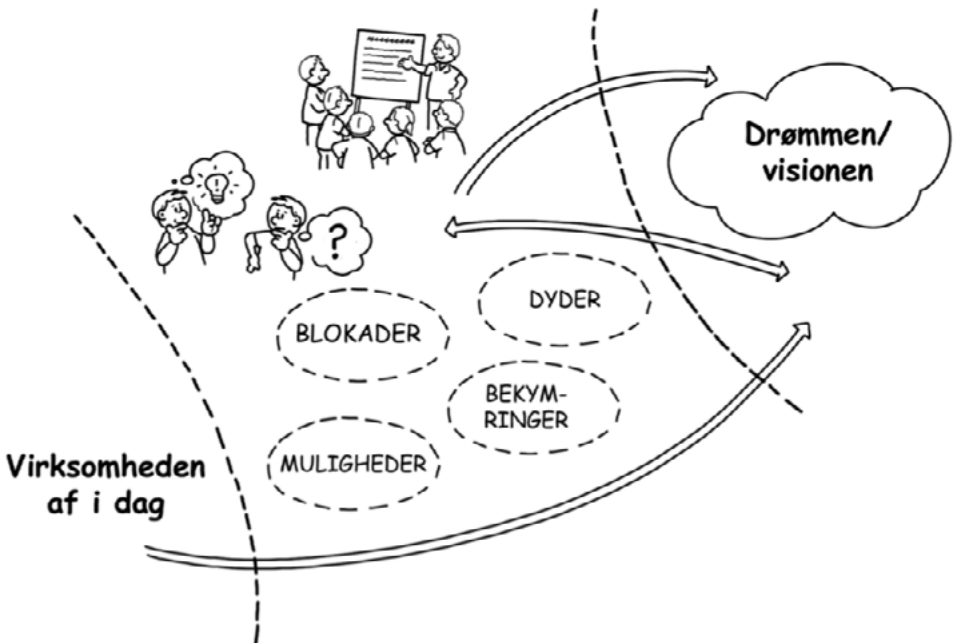 Drømmen/
visionen
?
DYDER
BLOKADER
BEKYM-
RINGER
MULIGHEDER
Virksomheden
af i dag